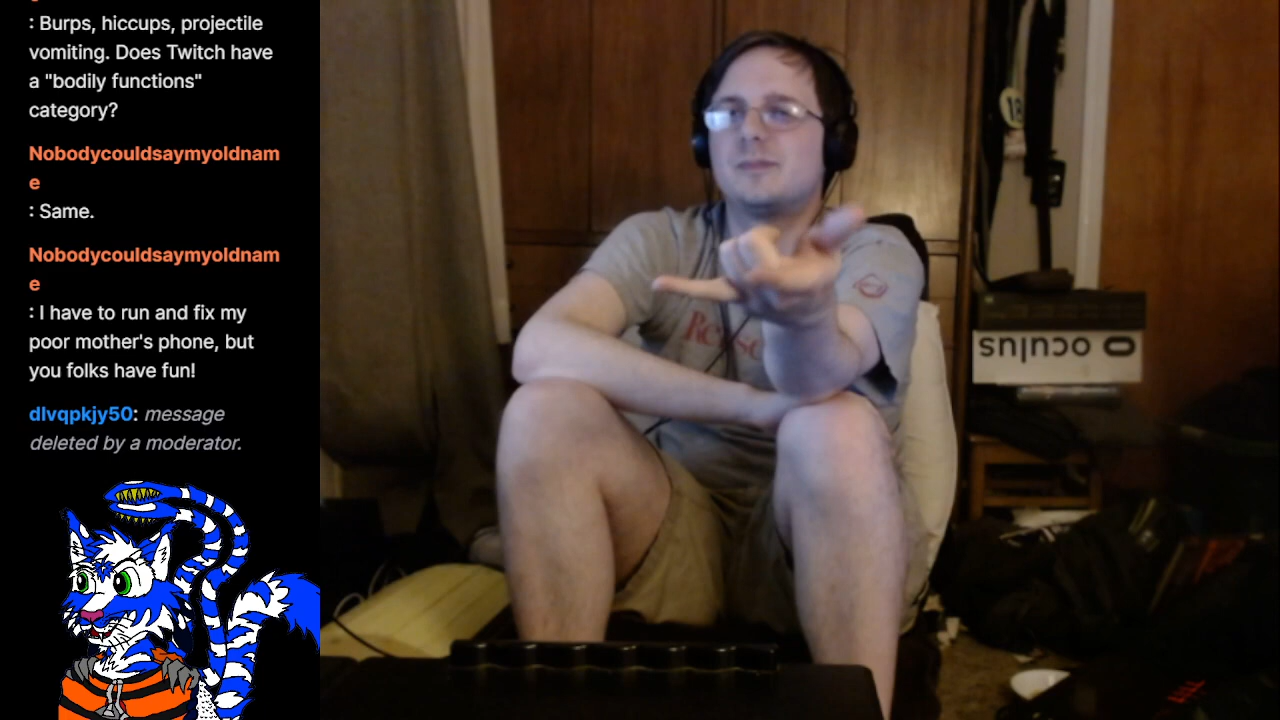 : Burps, hiccups, projectile
vomiting. Does Twitch have
a "bodily functions"
category?
Nobodycouldsaymyoldnam
e
: Same.
Nobodycouldsaymyoldnam
e
: I have to run and fix my
poor mother's phone, but
you folks have fun!
dlvqpkjy50: message
deleted by a moderator.
18
oculus